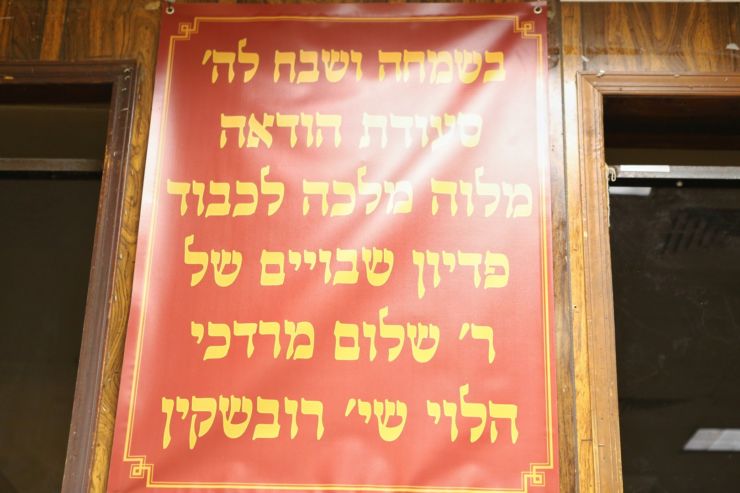 בשמחה ושבח לה׳
סעודת הודאה
מלוה מלכה לכבוד
פדיון שבויים של
ר׳ שלום מרדכי
הלוי שי׳ רובשקין